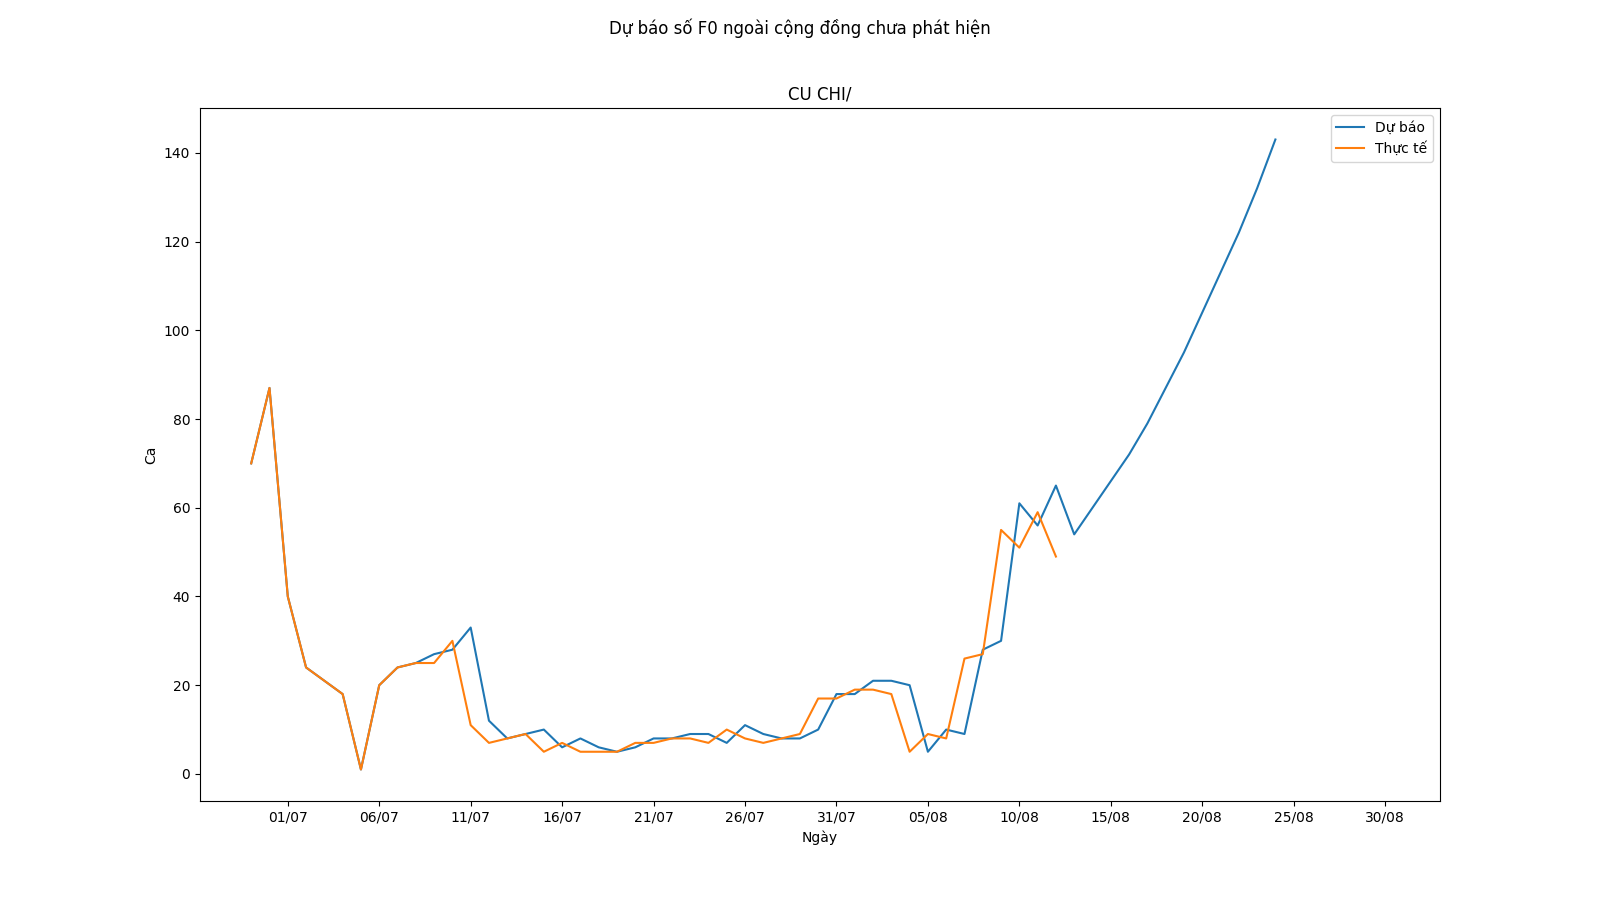 Dự báo số F0 ngoài cộng đồng chưa phát hiện
CU CHI/
Dự báo
Thực tế
140
120
100
80
60
40
20
0
Ca
01/07 06/07 11/07 16/07 21/07 26/07 31/07 05/08 10/08 15/08 20/08 25/08 30/08
Ngày